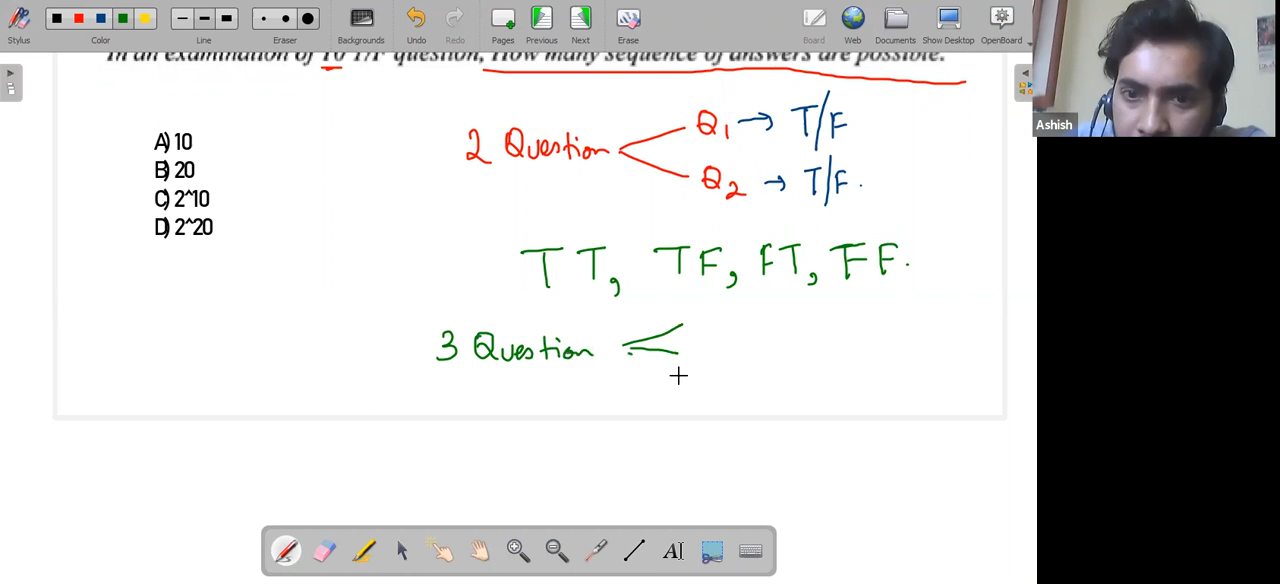 Stylus
Color
Line
Eraser
Backgrounds
Undo
Redo
Pages
Previous
Next
Erase
Board
Web
Documents
Show Desktop
OpenBoard
In an examination of 10 T/F question, How many sequence of answers are possible.
Ashish
A) 10
B) 20
C) 2^10
D) 2^20
2 Question
Q1 → T/F
Q2 → T/F.
TT, TF, FT, FF.
3 Question